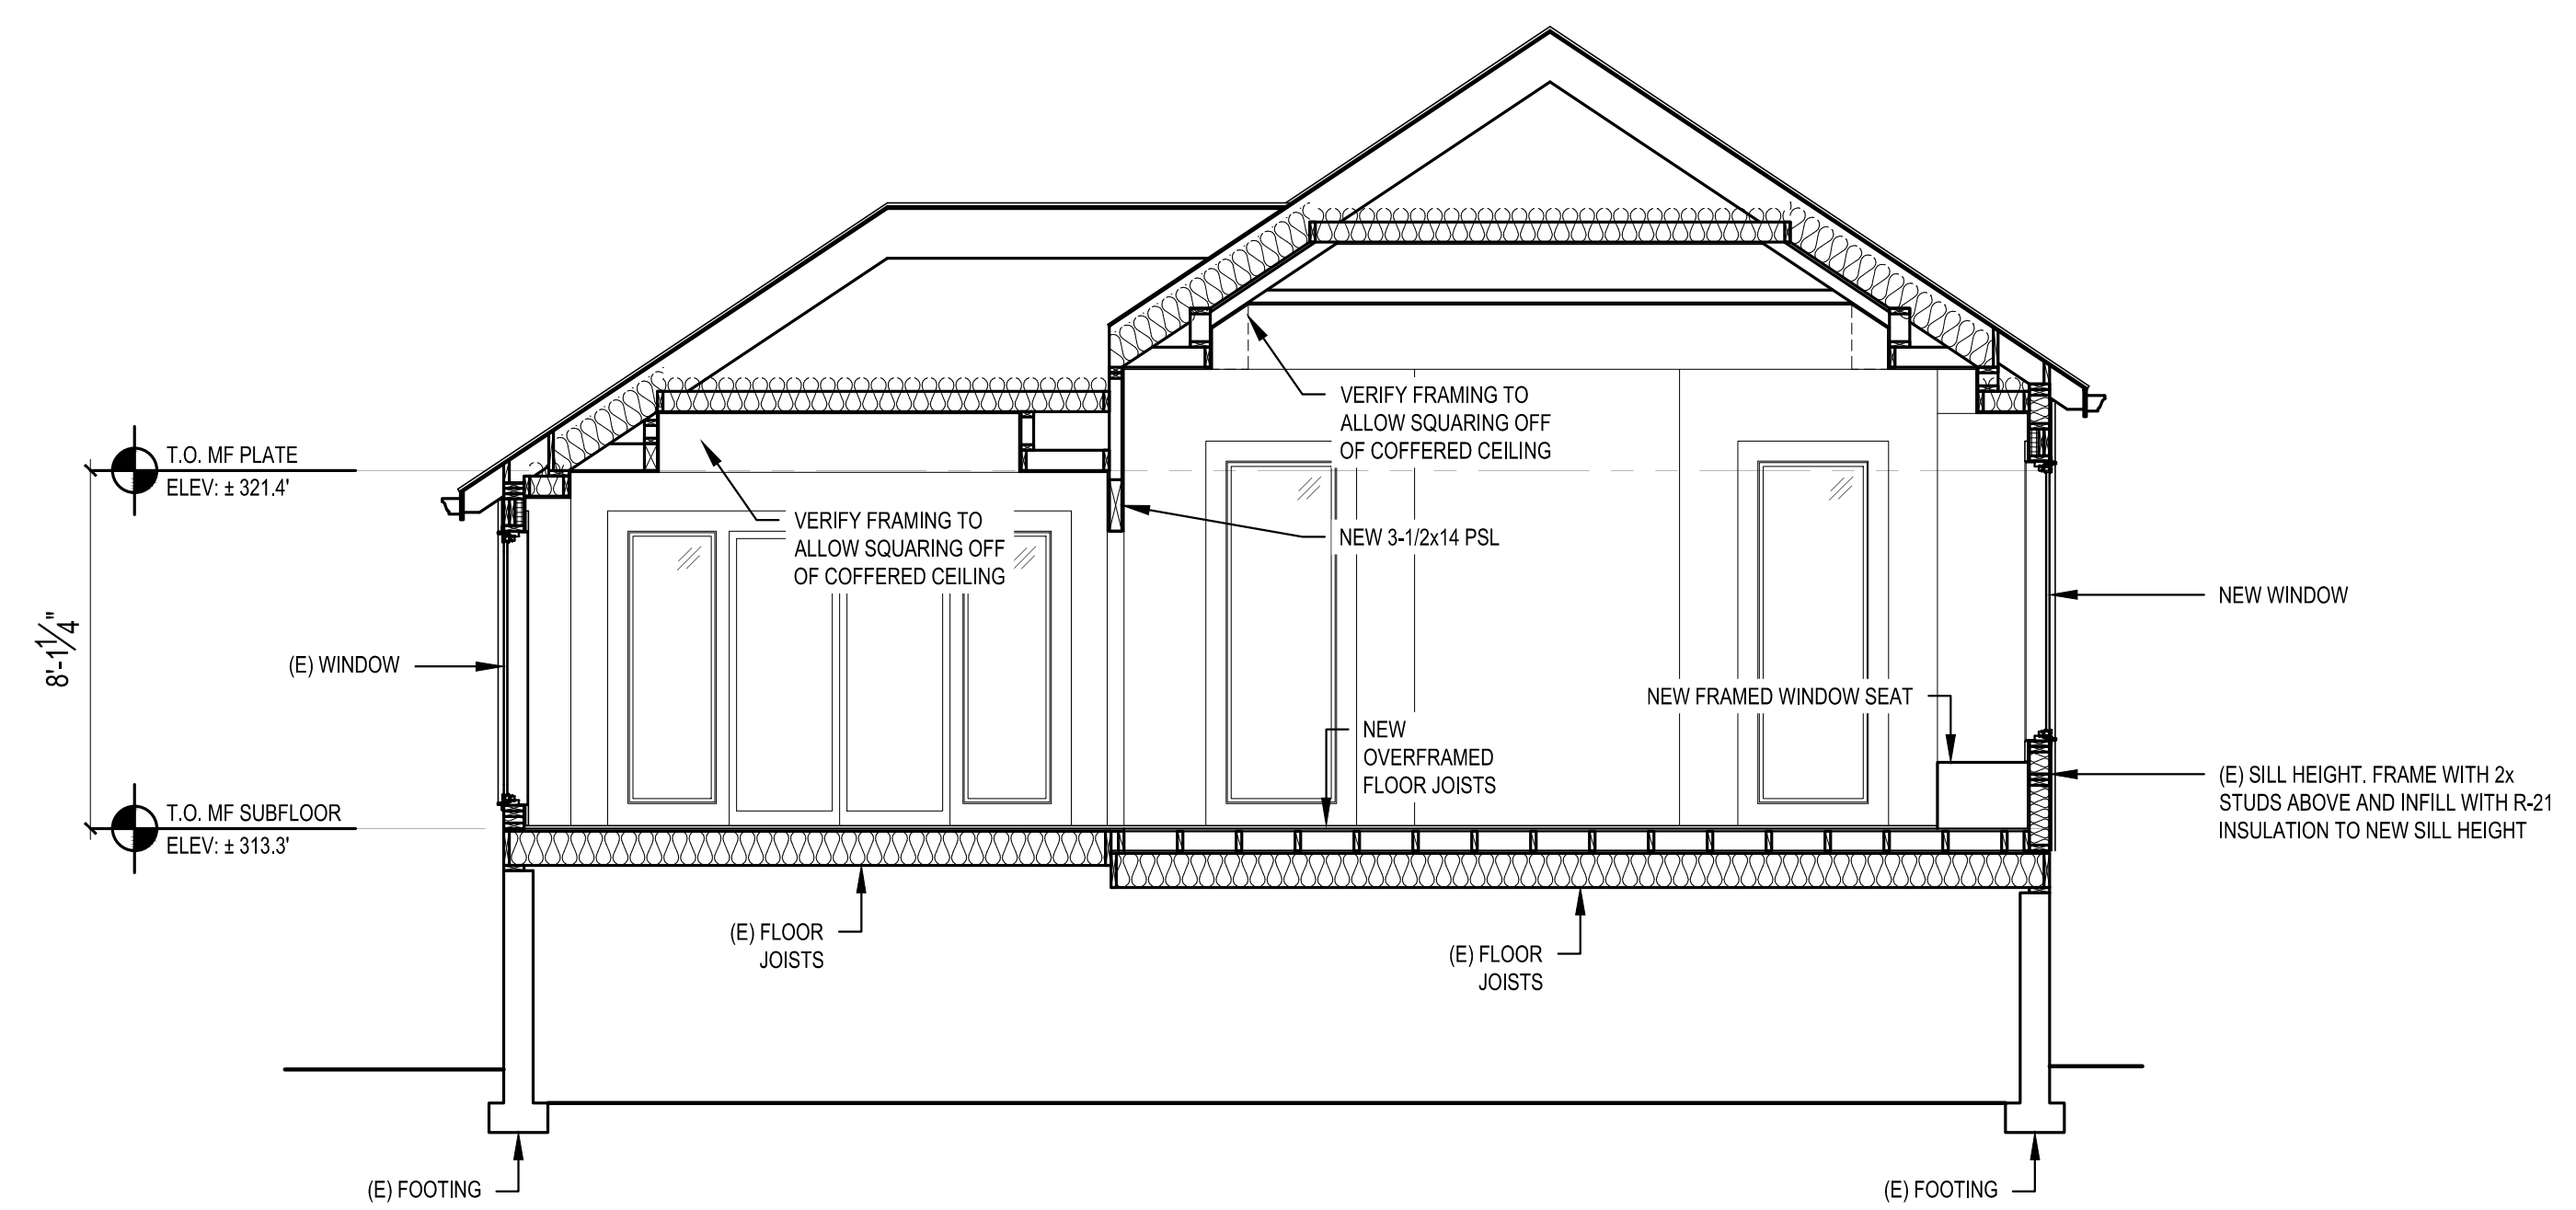 VERIFY FRAMING TO
ALLOW SQUARING OFF
OF COFFERED CEILING
T.O. MF PLATE
ELEV: ± 321.4'
VERIFY FRAMING TO
ALLOW SQUARING OFF
OF COFFERED CEILING
NEW 3-1/2x14 PSL
8'-1 1/4"
(E) WINDOW
NEW WINDOW
NEW FRAMED WINDOW SEAT
NEW
OVERFRAMED
FLOOR JOISTS
(E) SILL HEIGHT. FRAME WITH 2x
STUDS ABOVE AND INFILL WITH R-21
INSULATION TO NEW SILL HEIGHT
T.O. MF SUBFLOOR
ELEV: ± 313.3'
(E) FLOOR
JOISTS
(E) FLOOR
JOISTS
(E) FOOTING
(E) FOOTING